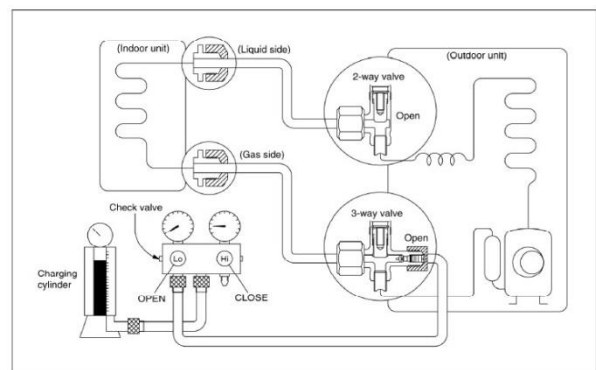 (Indoor unit)
(Liquid side)
(Outdoor unit)
2-way valve
Open
(Gas side)
3-way valve
Open
Check valve
Lo
Hi
Charging
cylinder
OPEN
CLOSE